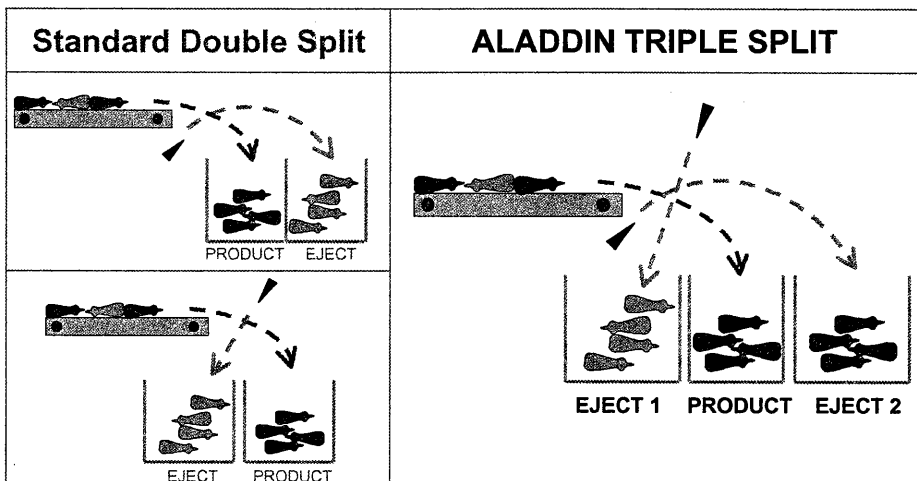 Standard Double Split
ALADDIN TRIPLE SPLIT
PRODUCT EJECT
EJECT PRODUCT
EJECT 1 PRODUCT EJECT 2